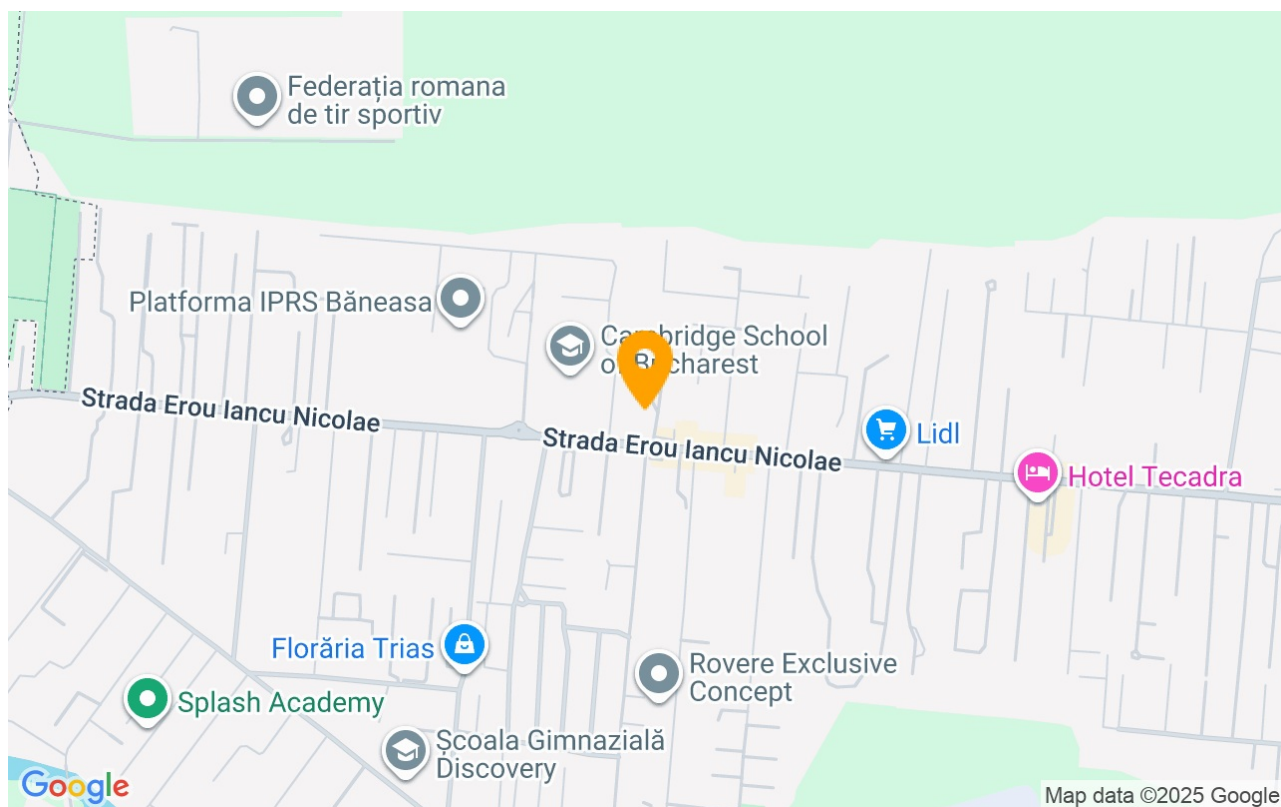 Federația romana
de tir sportiv
Platforma IPRS Băneasa
Cambridge School
of Bucharest
Strada Erou Iancu Nicolae
Strada Erou Iancu Nicolae
Lidl
Hotel Tecadra
Florăria Trias
Rovere Exclusive
Concept
Splash Academy
Școala Gimnazială
Discovery
Google
Map data ©2025 Google